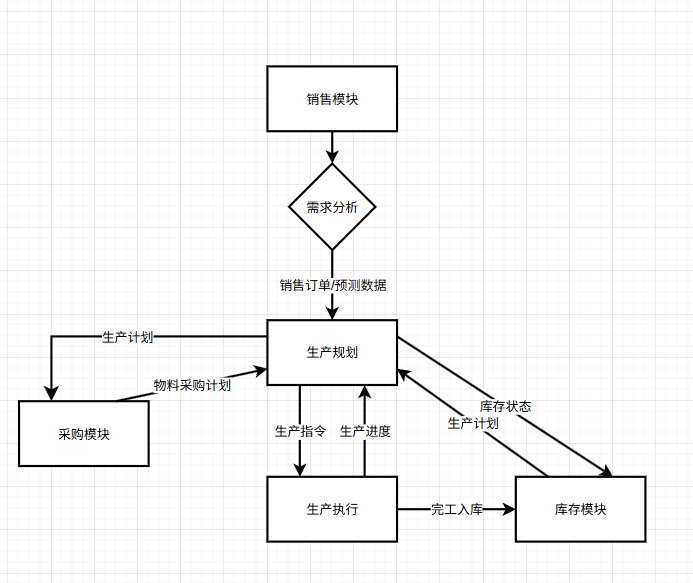 销售模块
需求分析
销售订单/预测数据
生产计划
生产规划
物料采购计划
采购模块
库存状态
生产计划
生产指令
生产进度
生产执行
完工入库
库存模块